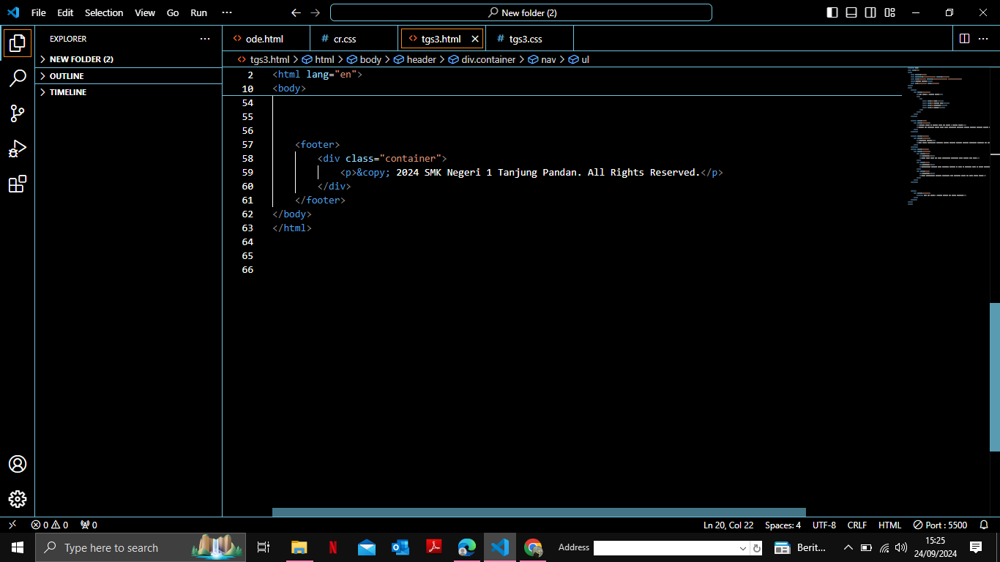 File Edit Selection View Go Run ···
New folder (2)
EXPLORER ···
NEW FOLDER (2)
OUTLINE
TIMELINE
<> ode.html # cr.css <> tgs3.html # tgs3.css ···
<> tgs3.html > html > body > header > div.container > nav > ul
2 <html lang="en">
10 <body>
54
55
56
57 <footer>
58 <div class="container">
59 <p>&copy; 2024 SMK Negeri 1 Tanjung Pandan. All Rights Reserved.</p>
60 </div>
61 </footer>
62 </body>
63 </html>
64
65
66
0 0 0 Ln 20, Col 22 Spaces: 4 UTF-8 CRLF HTML Port : 5500
Type here to search Address Berit... 15:25
24/09/2024